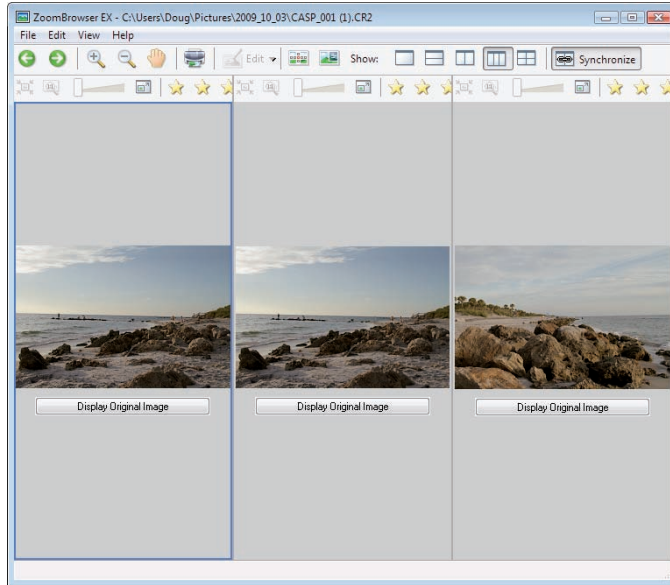 ZoomBrowser EX - C:\Users\Doug\Pictures\2009_10_03\CASP_001 (1).CR2
File Edit View Help
Edit Show: Synchronize
Display Original Image Display Original Image Display Original Image